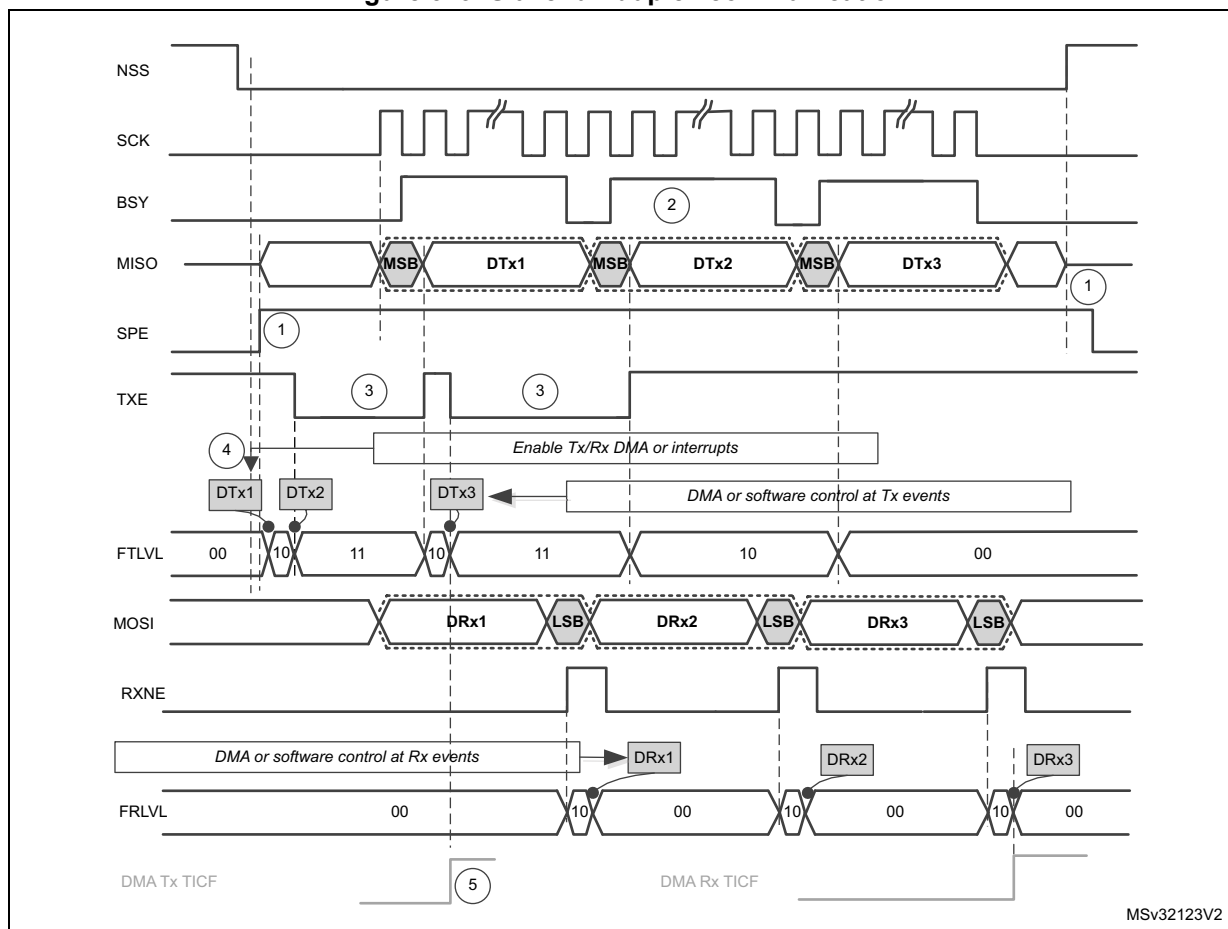 NSS
SCK
BSY
2
MISO
MSB
DTx1
MSB
DTx2
MSB
DTx3
1
SPE
1
TXE
3
3
4
Enable Tx/Rx DMA or interrupts
DTx1
DTx2
DTx3
DMA or software control at Tx events
FTLVL
00
10
11
10
11
10
00
MOSI
DRx1
LSB
DRx2
LSB
DRx3
LSB
RXNE
DMA or software control at Rx events
DRx1
DRx2
DRx3
FRLVL
00
10
00
10
00
10
00
DMA Tx TICF
5
DMA Rx TICF
MSv32123V2